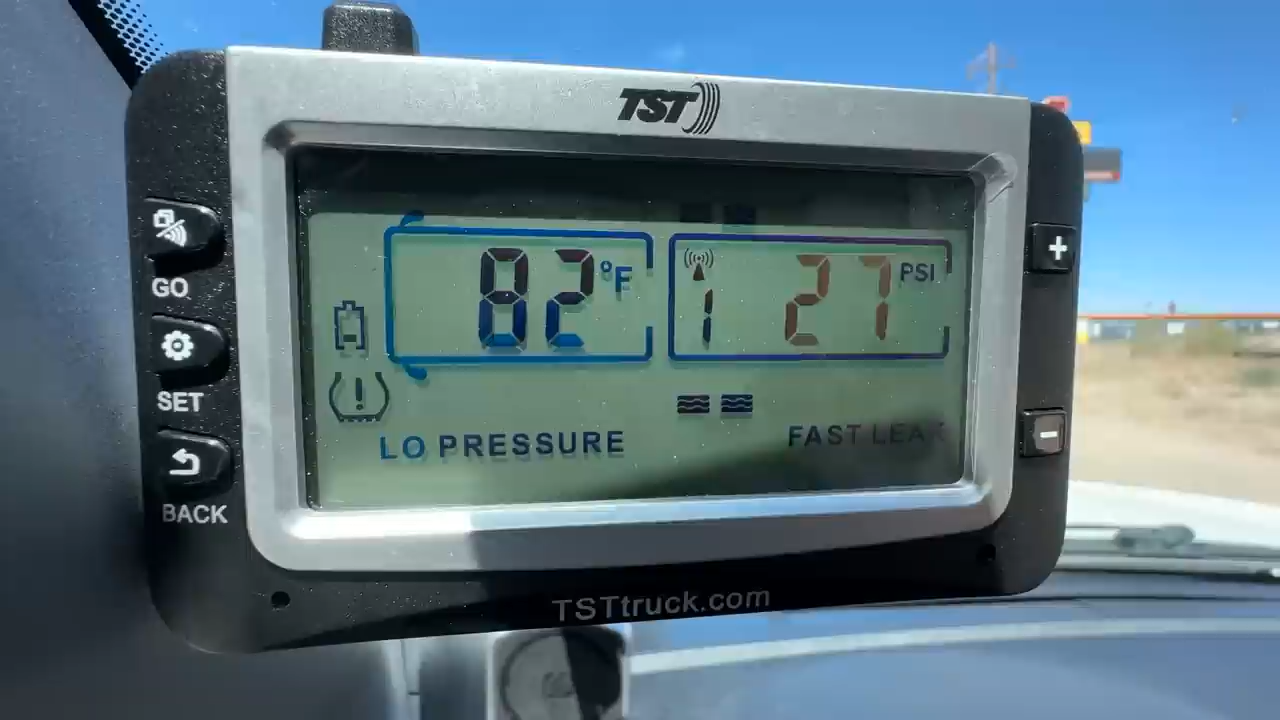 TST
GO
SET
BACK
82 °F
1 27 PSI
LO PRESSURE
FAST LEAK
+
-
TSTtruck.com